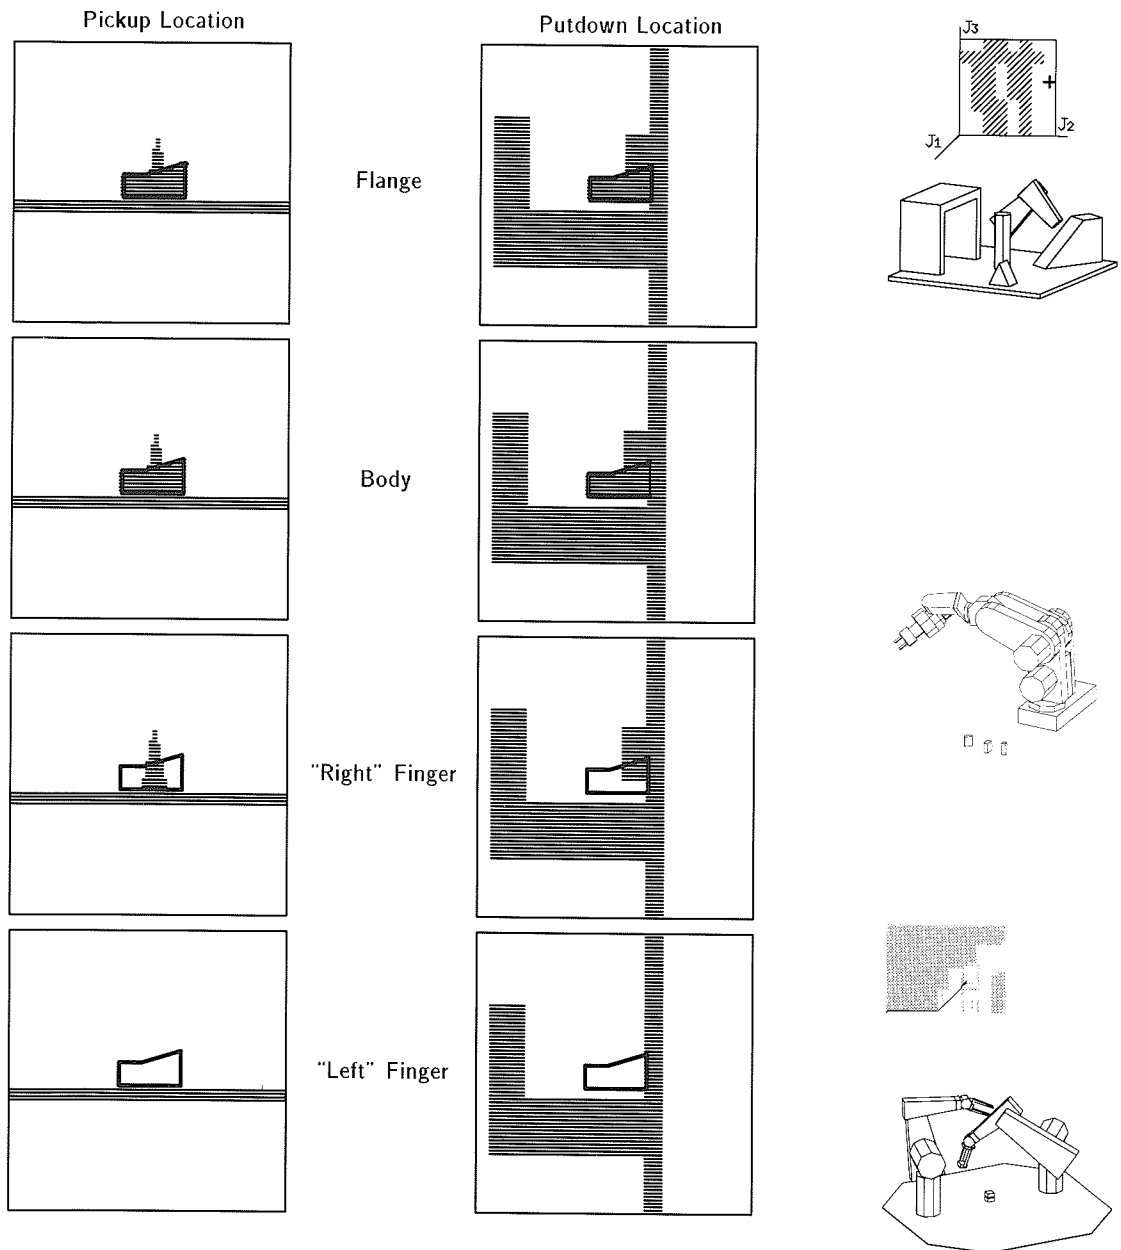 Pickup Location
Putdown Location
J3
J2
J1
Flange
Body
"Right" Finger
"Left" Finger